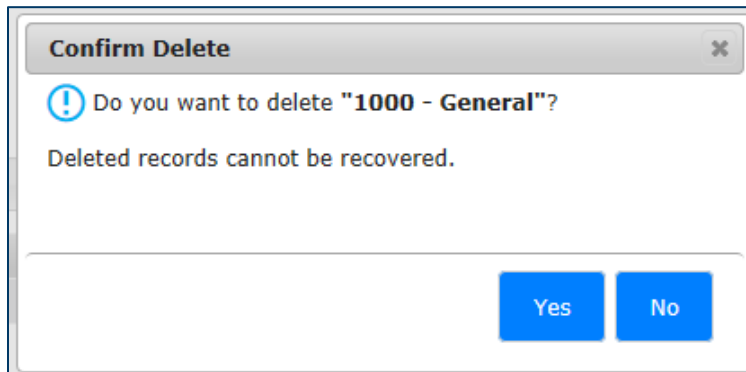 Confirm Delete
Do you want to delete "1000 - General"?
Deleted records cannot be recovered.
Yes No